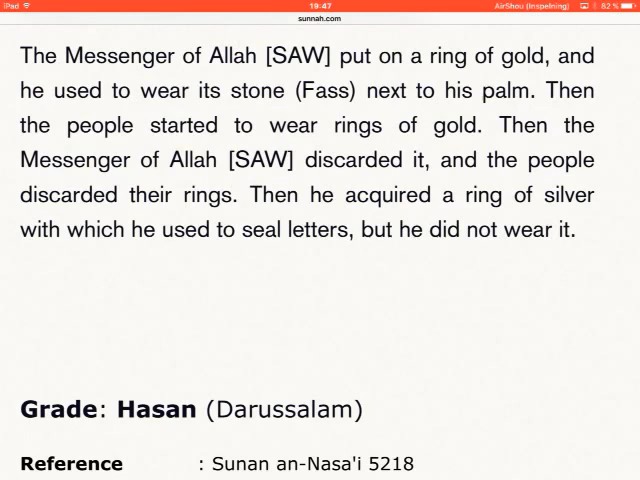 iPad 19:47 AirShou (Inspelning) 82 %
sunnah.com
The Messenger of Allah [SAW] put on a ring of gold, and
he used to wear its stone (Fass) next to his palm. Then
the people started to wear rings of gold. Then the
Messenger of Allah [SAW] discarded it, and the people
discarded their rings. Then he acquired a ring of silver
with which he used to seal letters, but he did not wear it.
Grade: Hasan (Darussalam)
Reference : Sunan an-Nasa'i 5218